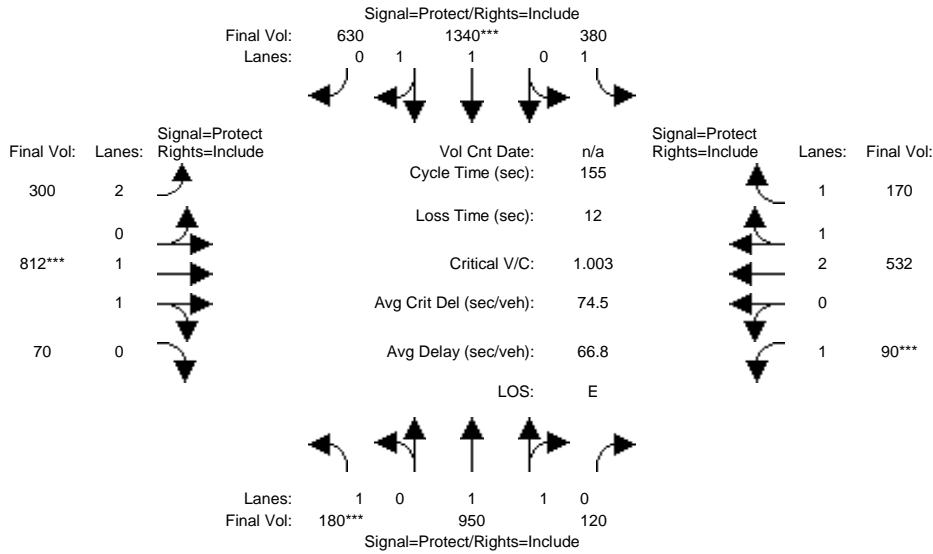 Signal=Protect/Rights=Include
Final Vol: 630 1340*** 380
Lanes: 0 1 1 0 1
Signal=Protect Signal=Protect
Final Vol: Lanes: Rights=Include Vol Cnt Date: n/a Rights=Include Lanes: Final Vol:
Cycle Time (sec): 155
300 2 1 170
Loss Time (sec): 12
0 1
812*** 1 Critical V/C: 1.003 2 532
1 Avg Crit Del (sec/veh): 74.5 0
70 0 Avg Delay (sec/veh): 66.8 1 90***
LOS: E
Lanes: 1 0 1 1 0
Final Vol: 180*** 950 120
Signal=Protect/Rights=Include